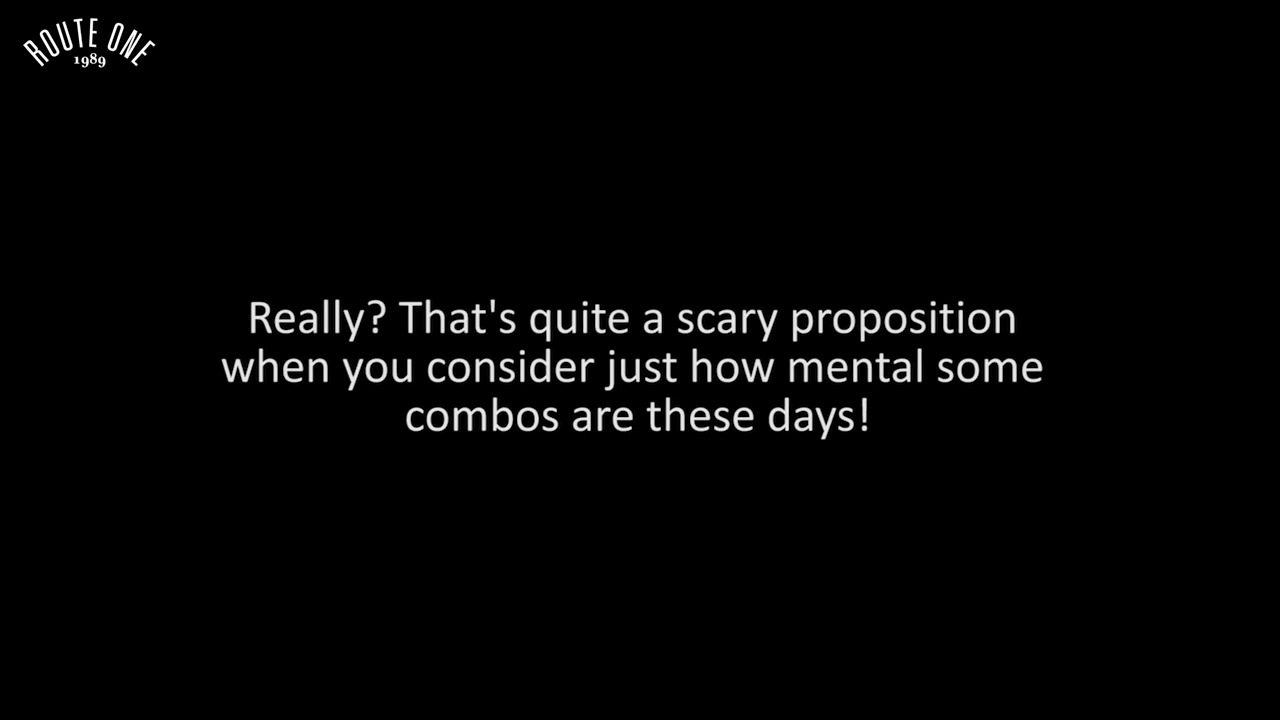 ROUTE ONE
1989
Really? That's quite a scary proposition
when you consider just how mental some
combos are these days!